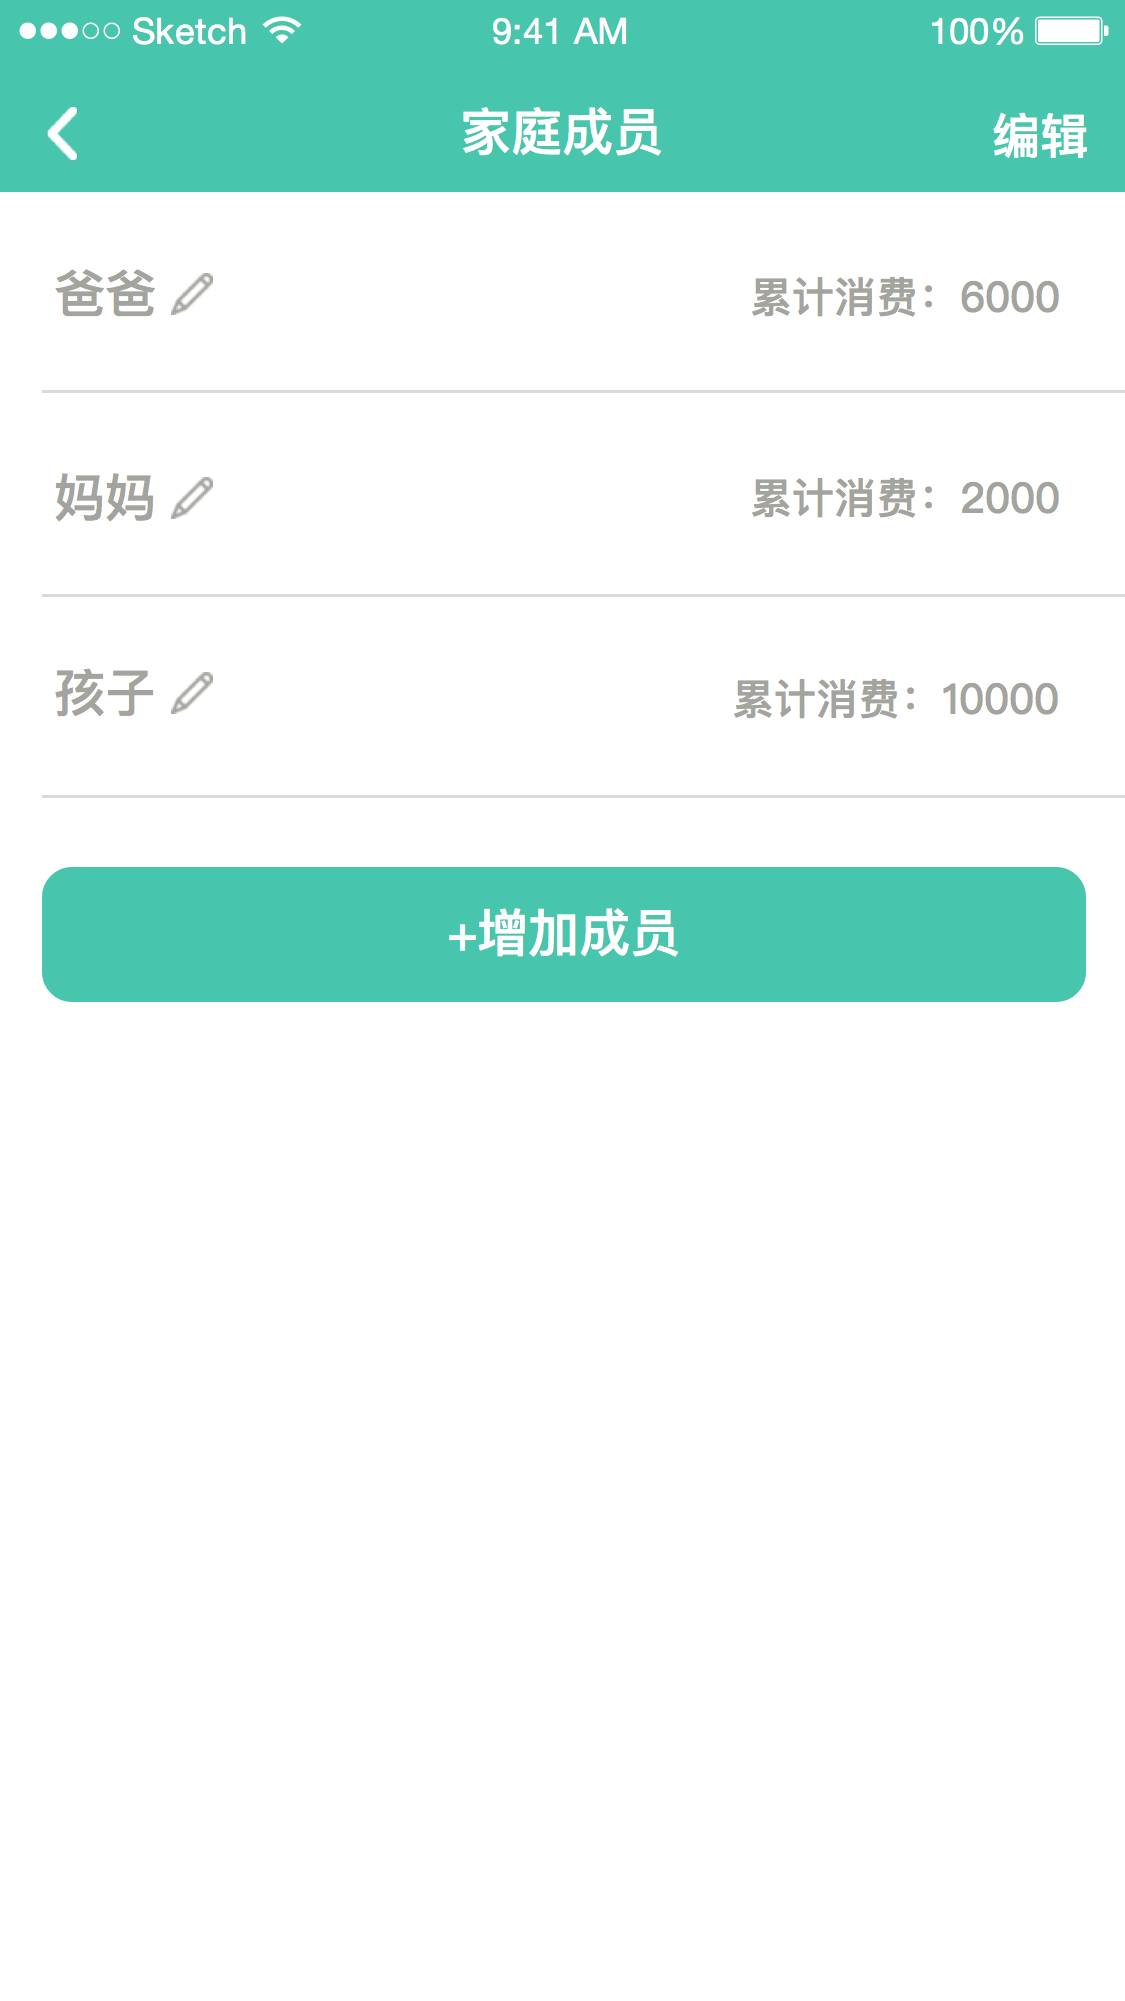 Sketch 9:41 AM 100%
家庭成员 编辑
爸爸 累计消费：6000
妈妈 累计消费：2000
孩子 累计消费：10000
+增加成员